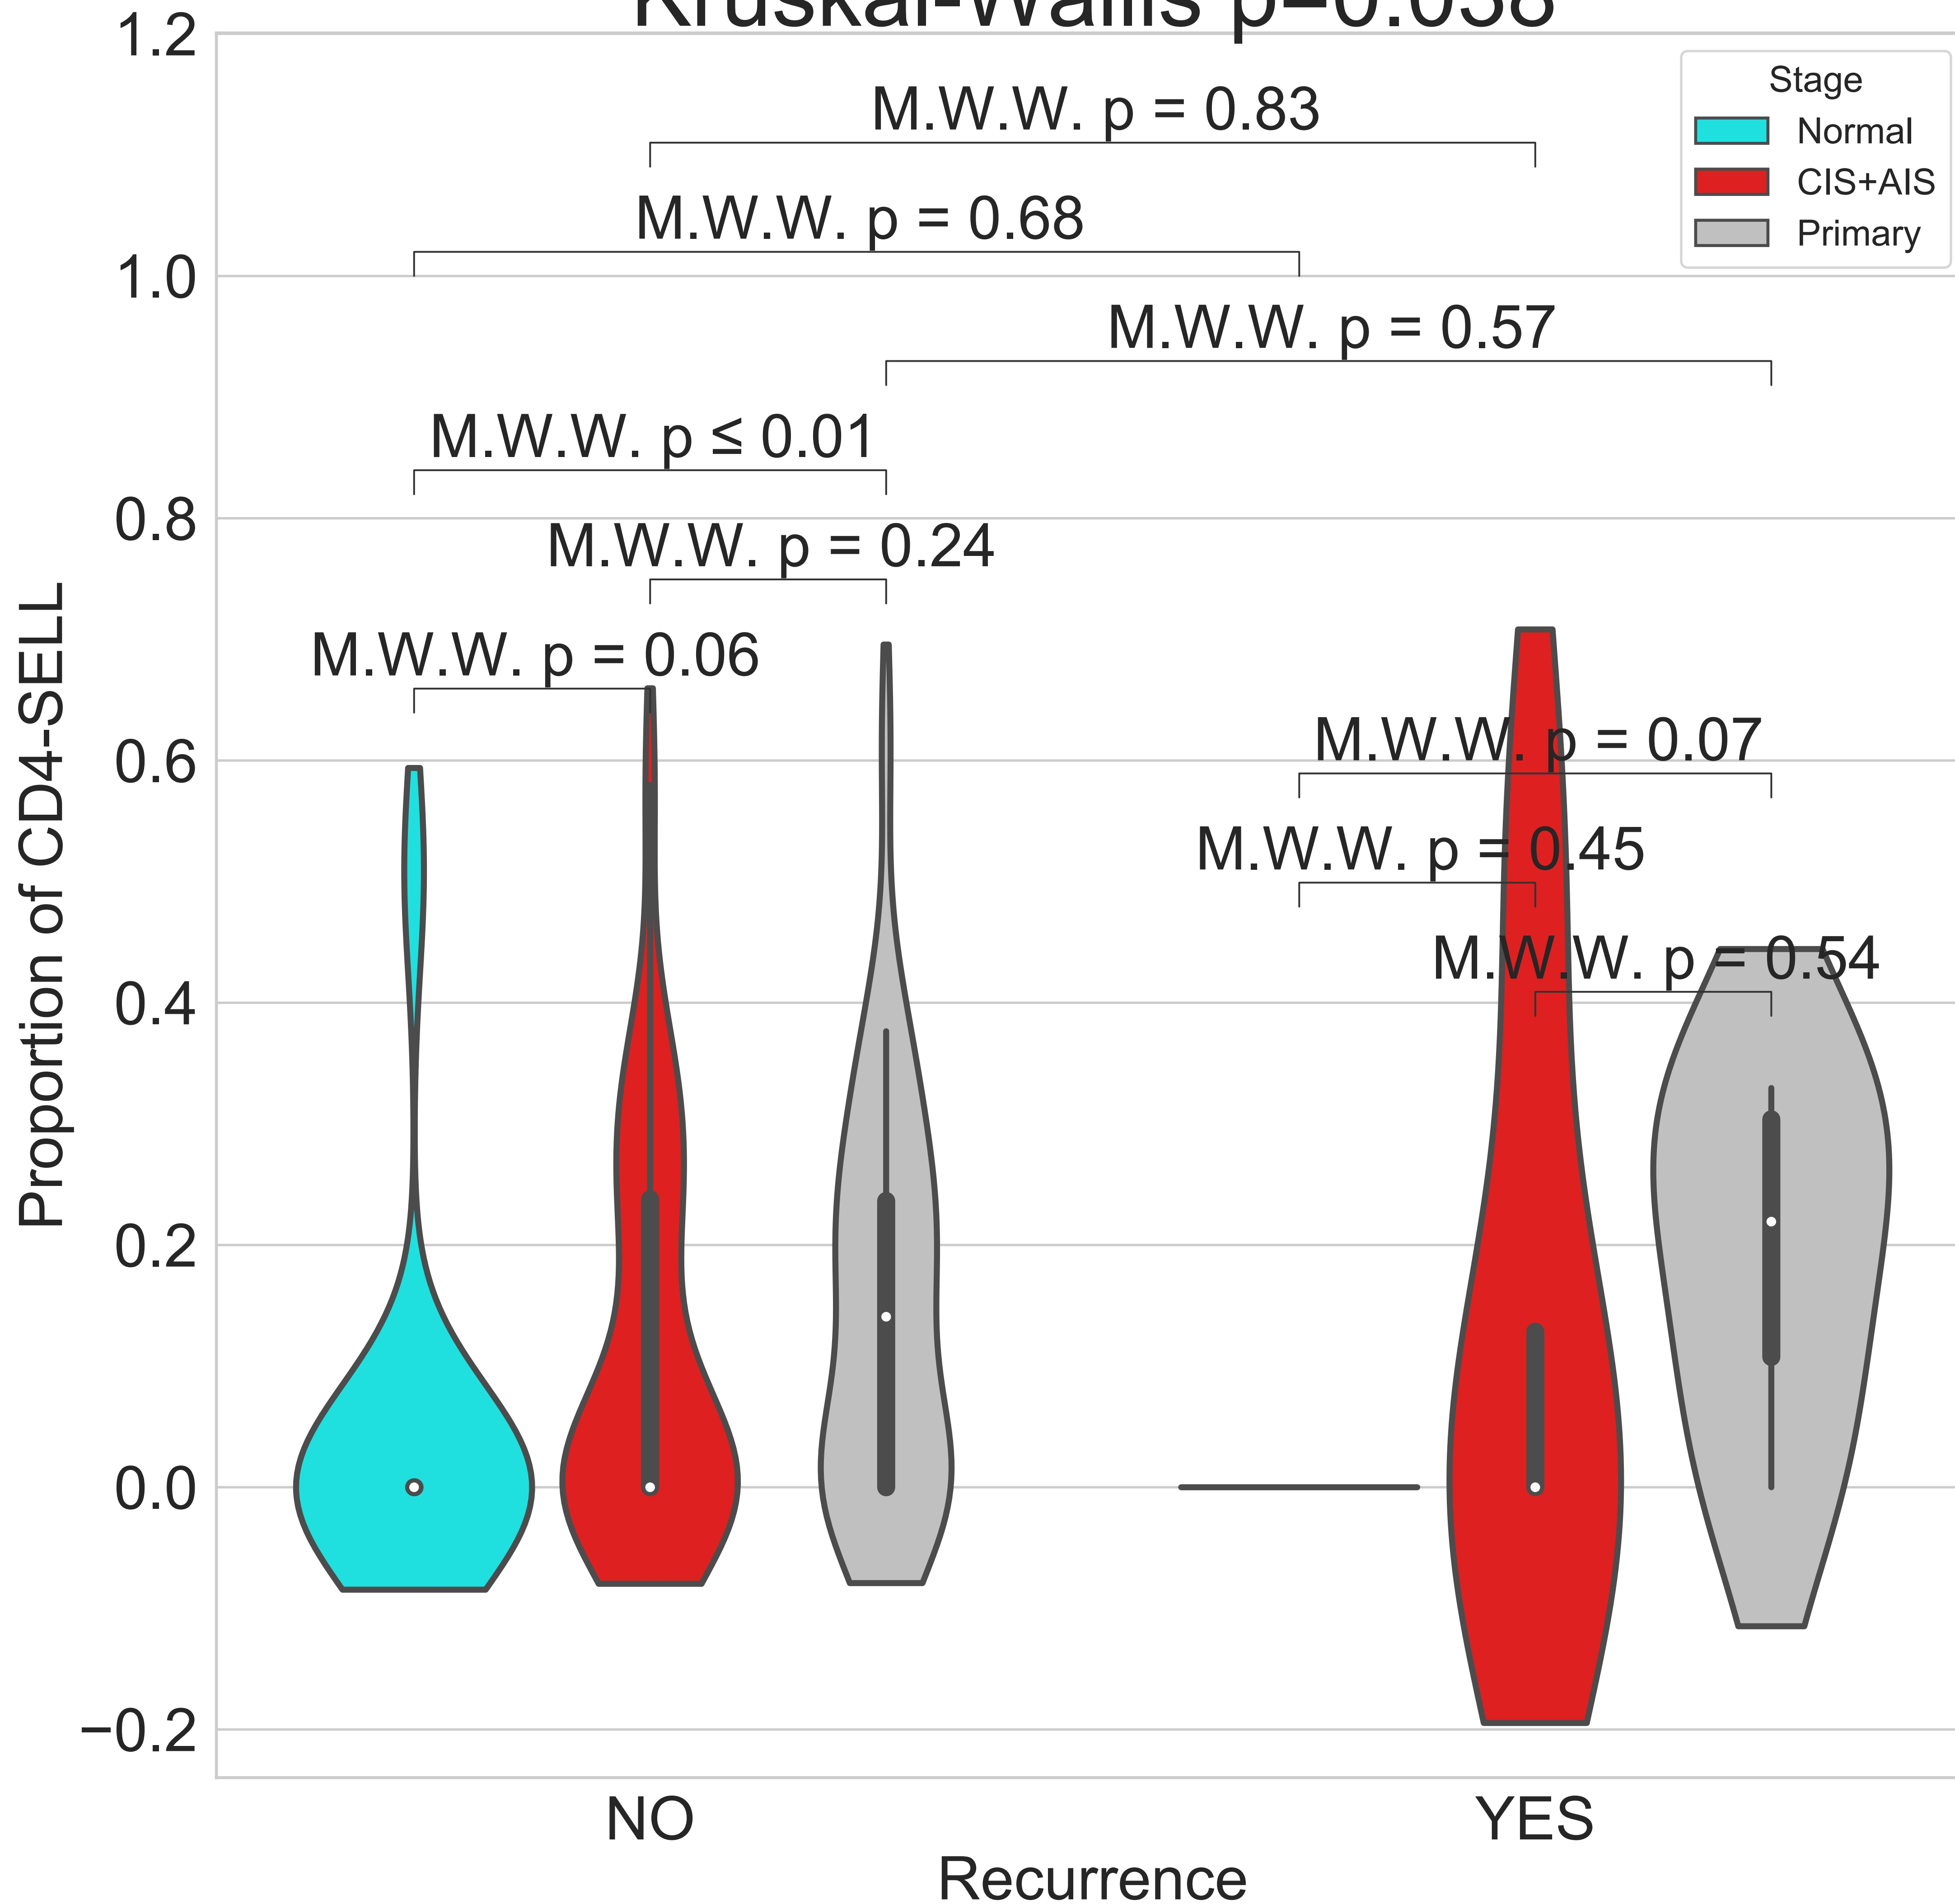 Kruskal-Wallis p=0.038
1.2
M.W.W. p = 0.83
M.W.W. p = 0.68
1.0
M.W.W. p = 0.57
M.W.W. p ≤ 0.01
0.8
M.W.W. p = 0.24
M.W.W. p = 0.06
M.W.W. p = 0.07
0.6
M.W.W. p = 0.45
M.W.W. p = 0.54
0.4
0.2
0.0
−0.2
Stage
Normal
CIS+AIS
Primary
Proportion of CD4-SELL
NO
YES
Recurrence